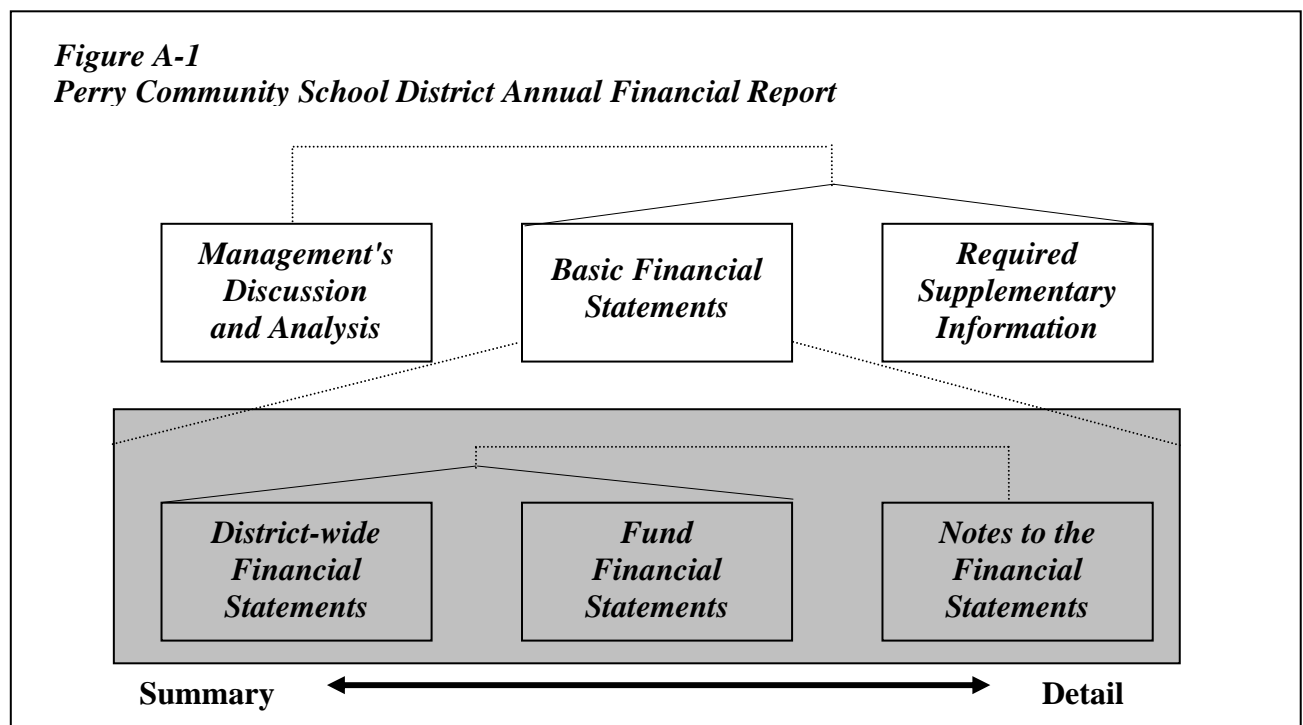 Figure A-1
Perry Community School District Annual Financial Report
Management's
Discussion
and Analysis
Basic Financial
Statements
Required
Supplementary
Information
District-wide
Financial
Statements
Fund
Financial
Statements
Notes to the
Financial
Statements
Summary
Detail